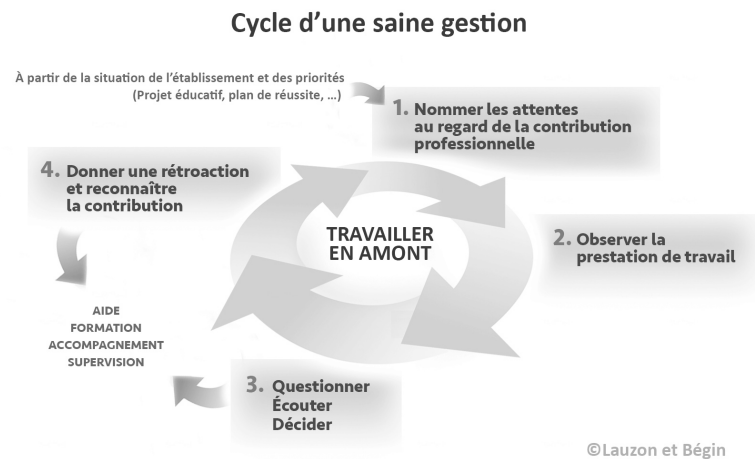 Cycle d’une saine gestion
À partir de la situation de l’établissement et des priorités
(Projet éducatif, plan de réussite, ...)
1. Nommer les attentes
au regard de la contribution
professionnelle
4. Donner une rétroaction
et reconnaître
la contribution
TRAVAILLER
EN AMONT
2. Observer la
prestation de travail
AIDE
FORMATION
ACCOMPAGNEMENT
SUPERVISION
3. Questionner
Écouter
Décider
©Lauzon et Bégin